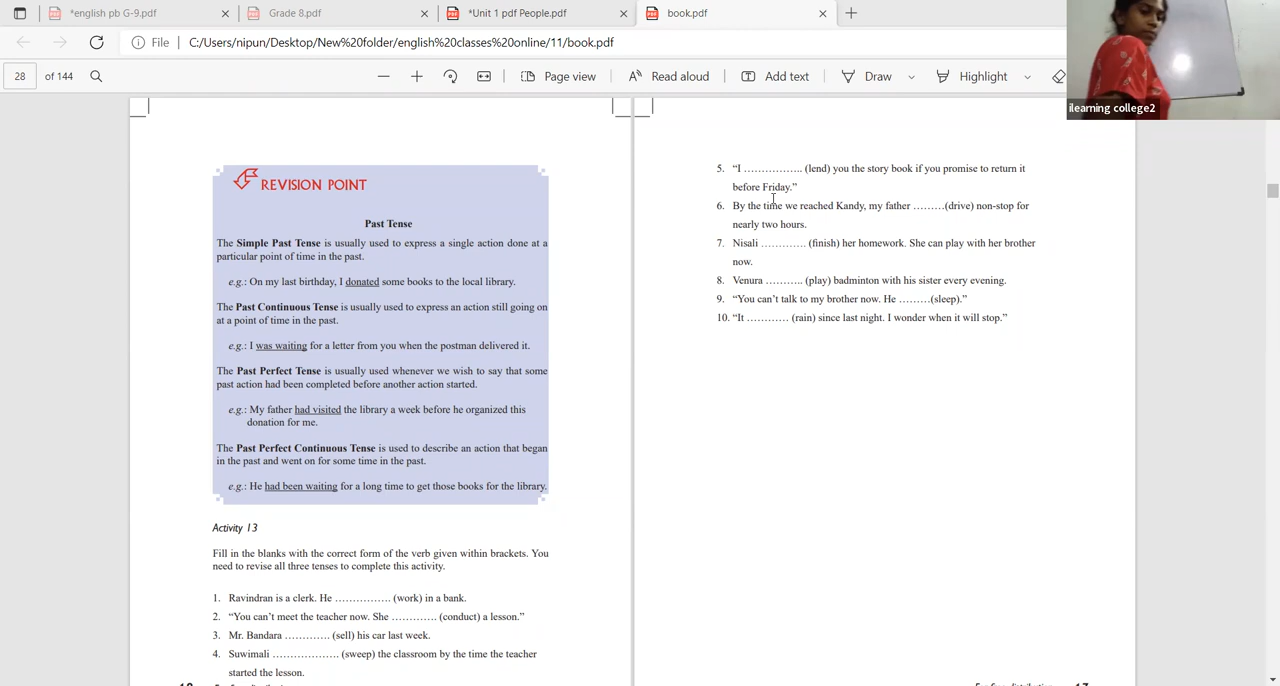 *english pb G-9.pdf
Grade 8.pdf
*Unit 1 pdf People.pdf
book.pdf
File
C:/Users/nipun/Desktop/New%20folder/english%20classes%20online/11/book.pdf
28 of 144
Page view
Read aloud
Add text
Draw
Highlight
ilearning college2
REVISION POINT
Past Tense
The Simple Past Tense is usually used to express a single action done at a
particular point of time in the past.
e.g.: On my last birthday, I donated some books to the local library.
The Past Continuous Tense is usually used to express an action still going on
at a point of time in the past.
e.g.: I was waiting for a letter from you when the postman delivered it.
The Past Perfect Tense is usually used whenever we wish to say that some
past action had been completed before another action started.
e.g.: My father had visited the library a week before he organized this
donation for me.
The Past Perfect Continuous Tense is used to describe an action that began
in the past and went on for some time in the past.
e.g.: He had been waiting for a long time to get those books for the library.
Activity 13
Fill in the blanks with the correct form of the verb given within brackets. You
need to revise all three tenses to complete this activity.
1. Ravindran is a clerk. He ……………. (work) in a bank.
2. “You can’t meet the teacher now. She …………. (conduct) a lesson.”
3. Mr. Bandara …………. (sell) his car last week.
4. Suwimali ………………. (sweep) the classroom by the time the teacher
started the lesson.
5. “I …………….. (lend) you the story book if you promise to return it
before Friday.”
6. By the time we reached Kandy, my father ………(drive) non-stop for
nearly two hours.
7. Nisali …………. (finish) her homework. She can play with her brother
now.
8. Venura ……….. (play) badminton with his sister every evening.
9. “You can’t talk to my brother now. He ………(sleep).”
10. “It ………… (rain) since last night. I wonder when it will stop.”